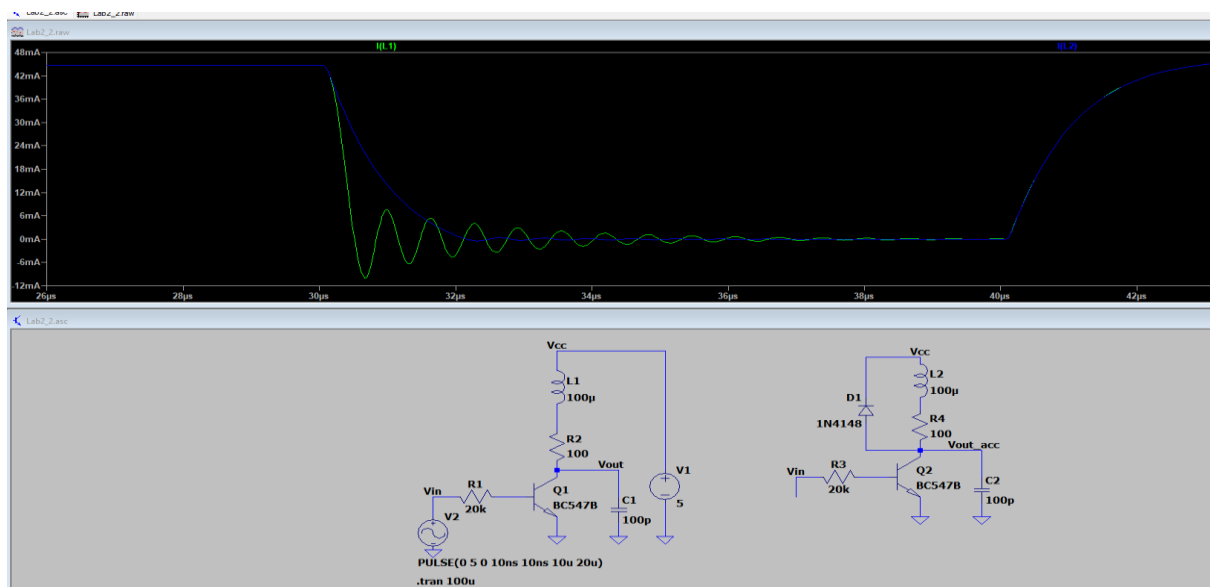 Lab2_2.asc Lab2_2.raw
Lab2_2.raw
I(L1) I(L2)
48mA
42mA
36mA
30mA
24mA
18mA
12mA
6mA
0mA
-6mA
-12mA
26µs 28µs 30µs 32µs 34µs 36µs 38µs 40µs 42µs
Lab2_2.asc
Vcc Vcc
L1 L2
100µ 100µ
D1
1N4148
R2 R4
100 100
Vout Vout_acc
V1
5
Vin R1 Q1 C1 Vin R3 Q2 C2
20k BC547B 100p 20k BC547B 100p
V2
PULSE(0 5 0 10ns 10ns 10u 20u)
.tran 100u